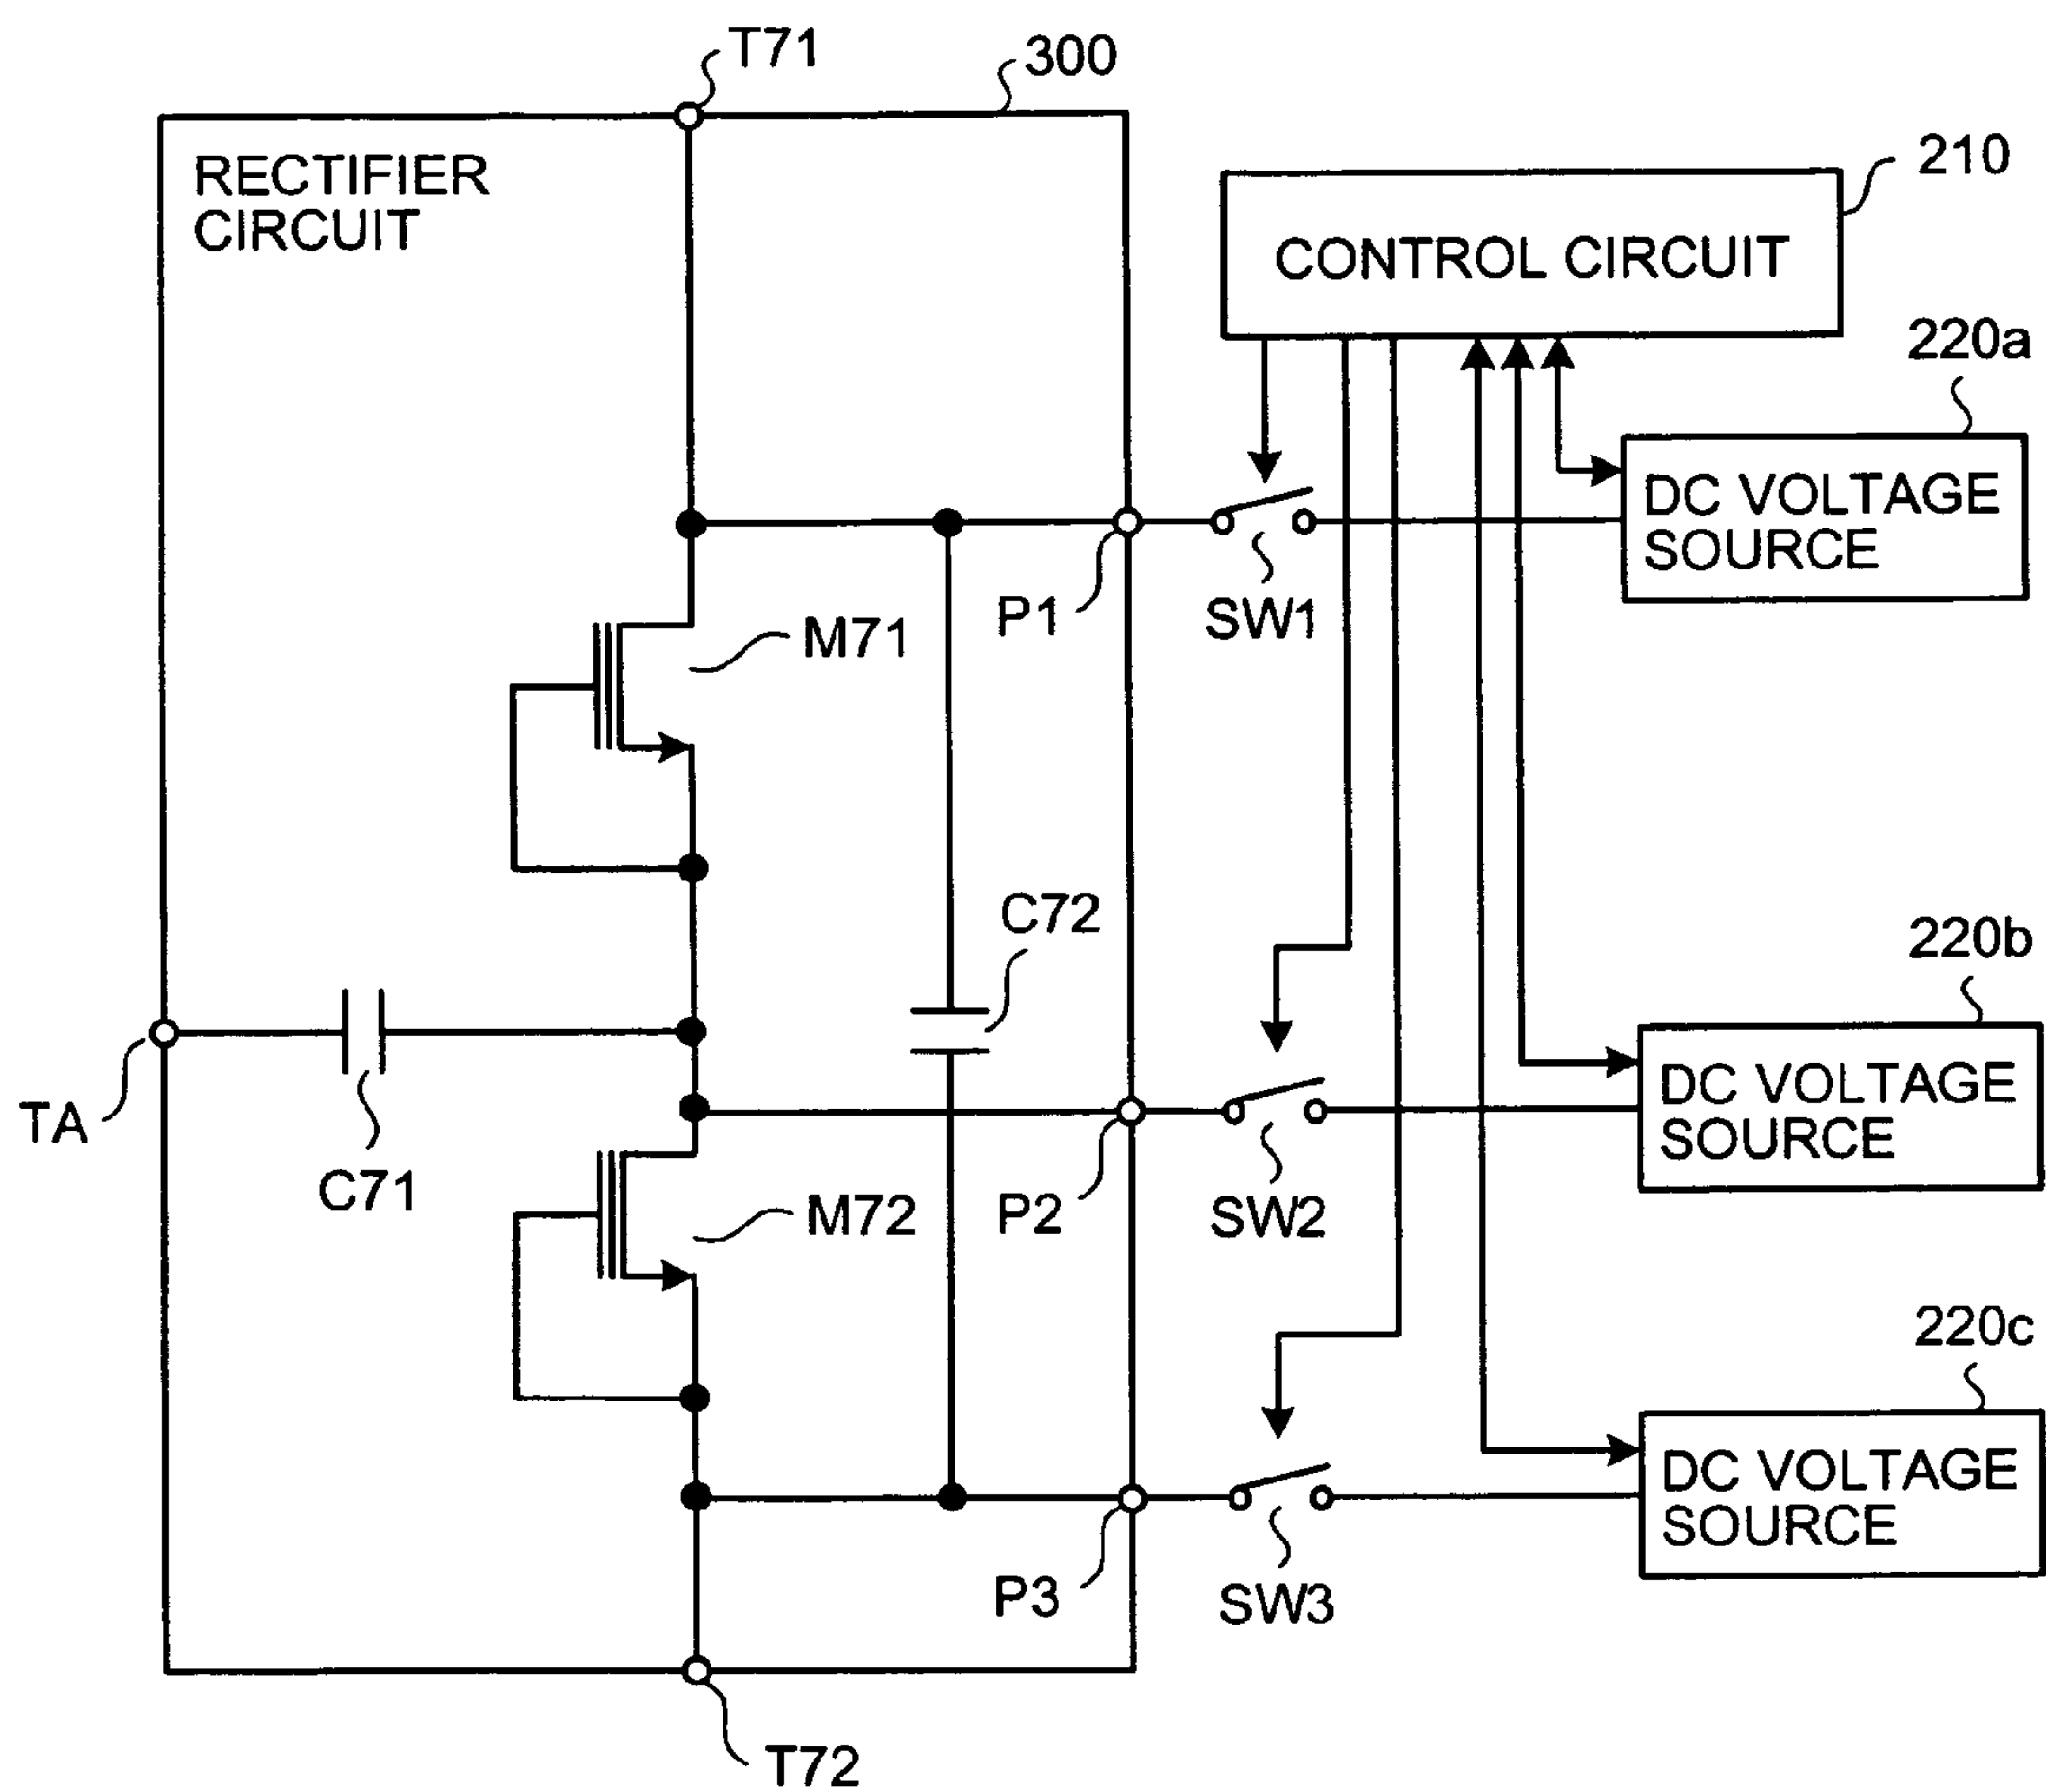 T71
300
RECTIFIER
CIRCUIT
210
CONTROL CIRCUIT
220a
DC VOLTAGE
SOURCE
P1
SW1
M71
C72
220b
DC VOLTAGE
SOURCE
TA
C71
M72
P2
SW2
220c
DC VOLTAGE
SOURCE
P3
SW3
T72